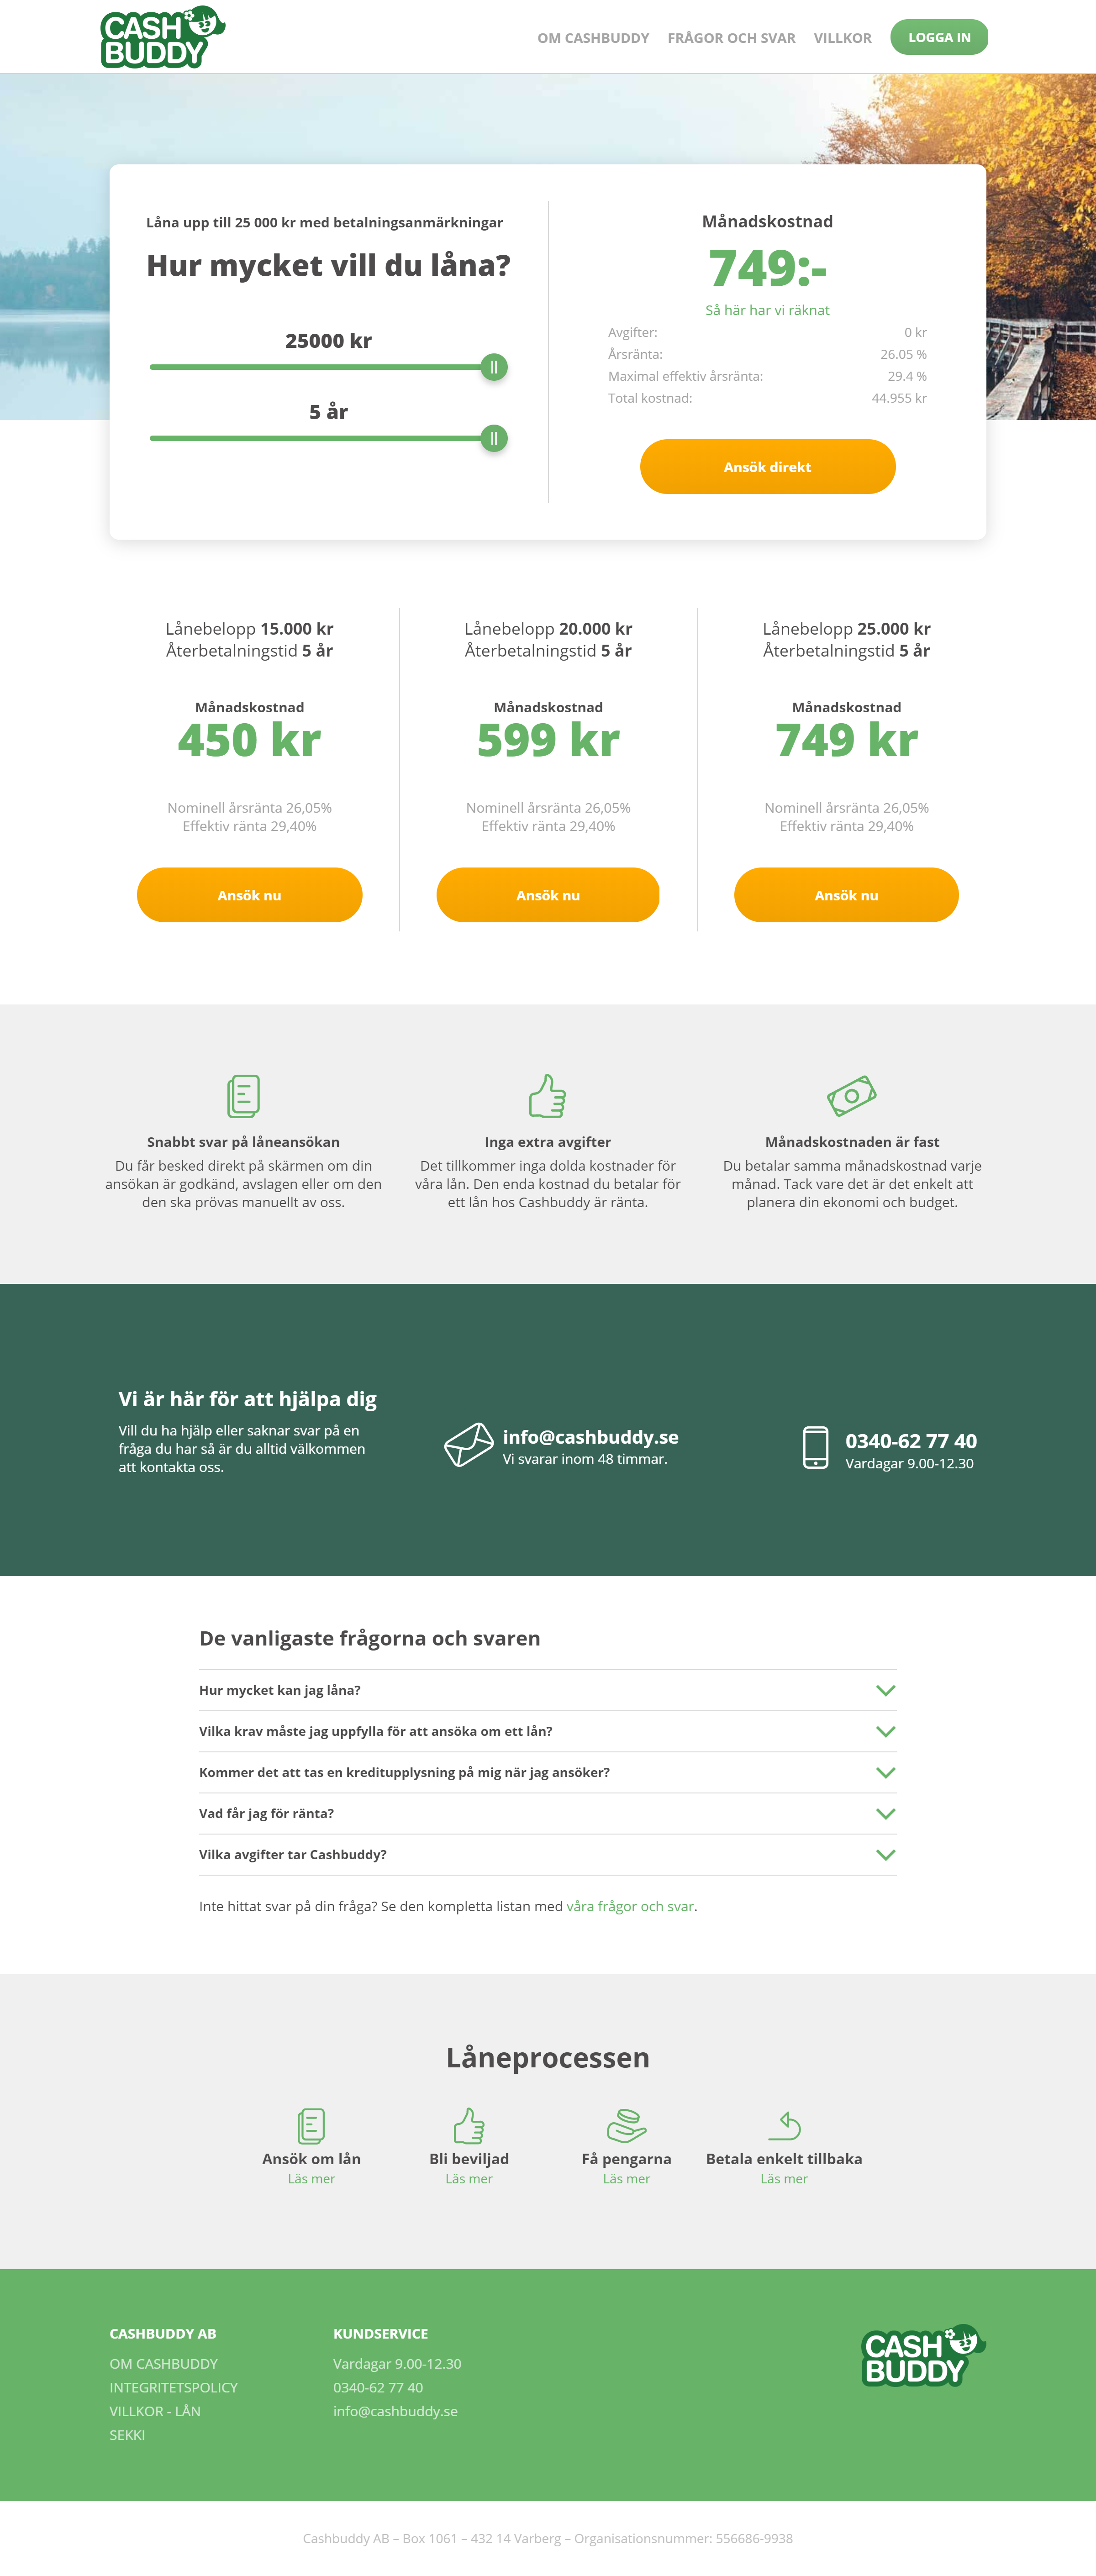 CASH
BUDDY
OM CASHBUDDY
FRÅGOR OCH SVAR
VILLKOR
LOGGA IN
Låna upp till 25 000 kr med betalningsanmärkningar
Hur mycket vill du låna?
25000 kr
5 år
Månadskostnad
749:-
Så här har vi räknat
Avgifter: 0 kr
Årsränta: 26.05 %
Maximal effektiv årsränta: 29.4 %
Total kostnad: 44.955 kr
Ansök direkt
Lånebelopp 15.000 kr
Återbetalningstid 5 år
Månadskostnad
450 kr
Nominell årsränta 26,05%
Effektiv ränta 29,40%
Ansök nu
Lånebelopp 20.000 kr
Återbetalningstid 5 år
Månadskostnad
599 kr
Nominell årsränta 26,05%
Effektiv ränta 29,40%
Ansök nu
Lånebelopp 25.000 kr
Återbetalningstid 5 år
Månadskostnad
749 kr
Nominell årsränta 26,05%
Effektiv ränta 29,40%
Ansök nu
Snabbt svar på låneansökan
Du får besked direkt på skärmen om din
ansökan är godkänd, avslagen eller om den
den ska prövas manuellt av oss.
Inga extra avgifter
Det tillkommer inga dolda kostnader för
våra lån. Den enda kostnad du betalar för
ett lån hos Cashbuddy är ränta.
Månadskostnaden är fast
Du betalar samma månadskostnad varje
månad. Tack vare det är det enkelt att
planera din ekonomi och budget.
Vi är här för att hjälpa dig
Vill du ha hjälp eller saknar svar på en
fråga du har så är du alltid välkommen
att kontakta oss.
info@cashbuddy.se
Vi svarar inom 48 timmar.
0340-62 77 40
Vardagar 9.00-12.30
De vanligaste frågorna och svaren
Hur mycket kan jag låna?
Vilka krav måste jag uppfylla för att ansöka om ett lån?
Kommer det att tas en kreditupplysning på mig när jag ansöker?
Vad får jag för ränta?
Vilka avgifter tar Cashbuddy?
Inte hittat svar på din fråga? Se den kompletta listan med våra frågor och svar.
Låneprocessen
Ansök om lån
Läs mer
Bli beviljad
Läs mer
Få pengarna
Läs mer
Betala enkelt tillbaka
Läs mer
CASHBUDDY AB
OM CASHBUDDY
INTEGRITETSPOLICY
VILLKOR - LÅN
SEKKI
KUNDSERVICE
Vardagar 9.00-12.30
0340-62 77 40
info@cashbuddy.se
CASH
BUDDY
Cashbuddy AB – Box 1061 – 432 14 Varberg – Organisationsnummer: 556686-9938